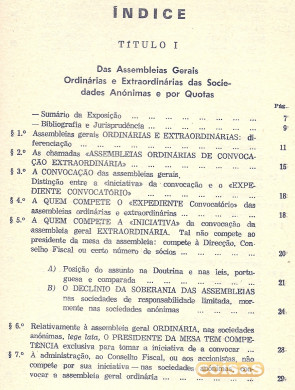 ÍNDICE
TÍTULO I
Das Assembleias Gerais
Ordinárias e Extraordinárias das Socie-
dades Anónimas e por Quotas
Pág.
— Sumário da Exposição ... 7
— Bibliografia e Jurisprudência ... 9
§ 1.º Assembleias gerais ORDINÁRIAS E EXTRAORDINÁRIAS: di-
ferenciação ... 11
§ 2.º As chamadas «ASSEMBLEIAS ORDINÁRIAS DE CONVOCA-
ÇÃO EXTRAORDINÁRIA» ... 15
§ 3.º A CONVOCAÇÃO das assembleias gerais,
Distinção entre a «iniciativa» da convocação e o «EXPE-
DIENTE CONVOCATÓRIO» ... 18
§ 4.º A QUEM COMPETE O «EXPEDIENTE Convocatório» das
assembleias ordinárias e extraordinárias ... 18
§ 5.º A QUEM COMPETE A «INICIATIVA» da convocação da
assembleia geral EXTRAORDINÁRIA. Tal não compete ao
presidente da mesa da assembleia: compete à Direcção, Con-
selho Fiscal ou certo número de sócios ... 20
A) Posição do assunto na Doutrina e nas leis, portu-
guesa e comparada ... 21
B) O DECLÍNIO DA SOBERANIA DAS ASSEMBLEIAS
nas sociedades de responsabilidade limitada, mor-
mente nas sociedades anónimas ... 24
§ 6.º Relativamente à assembleia geral ORDINÁRIA, nas sociedades
anónimas, lege lata, O PRESIDENTE DA MESA TEM COMPE-
TÊNCIA exclusiva para tomar a iniciativa de a convocar ... 28
§ 7.º À administração, ao Conselho Fiscal, ou aos accionistas, não
compete por sua iniciativa — nas sociedades anónimas, con-
vocar a assembleia geral ordinária ... 29